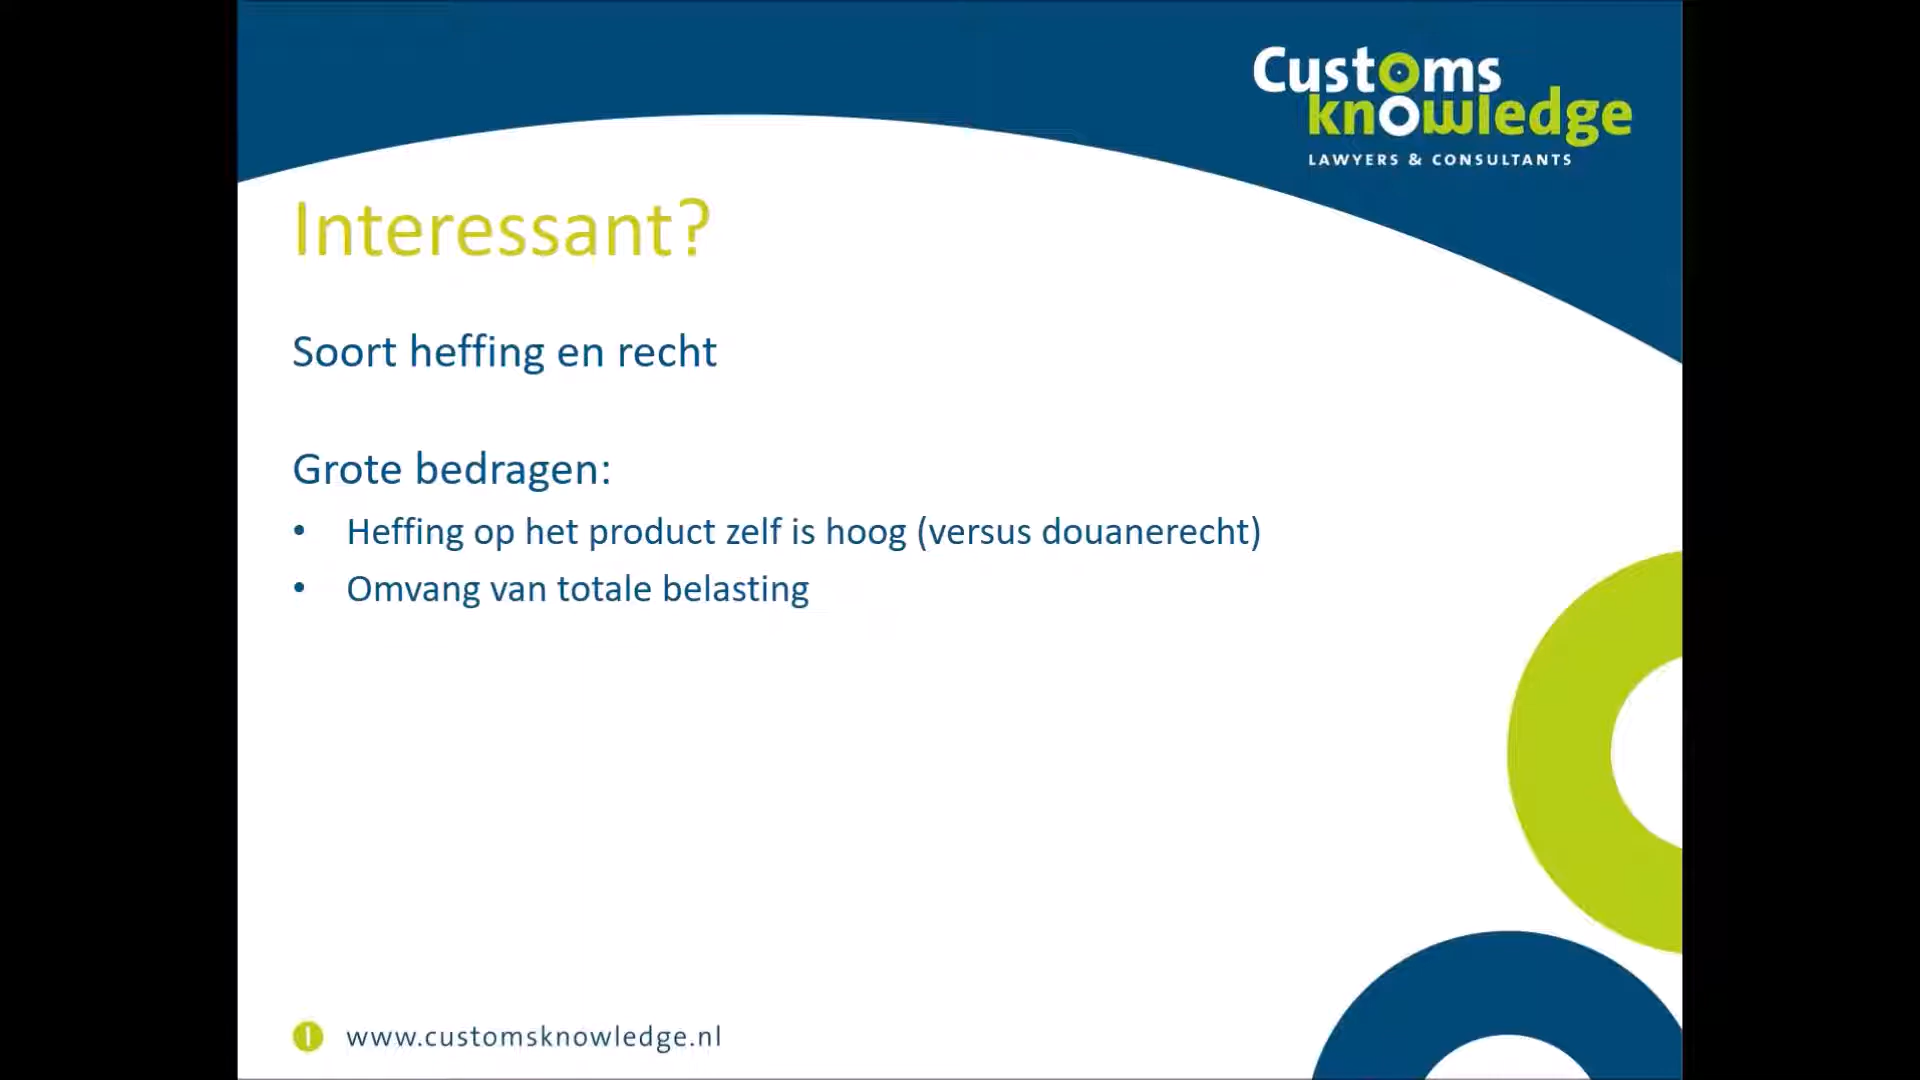 Customs
knowledge
LAWYERS & CONSULTANTS
Interessant?
Soort heffing en recht
Grote bedragen:
• Heffing op het product zelf is hoog (versus douanerecht)
• Omvang van totale belasting
www.customsknowledge.nl